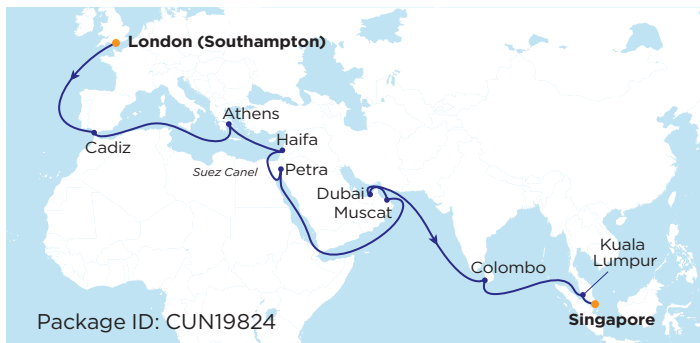 London (Southampton)
Athens
Cadiz
Haifa
Suez Canel
Petra
Dubai
Muscat
Kuala
Lumpur
Colombo
Singapore
Package ID: CUN19824